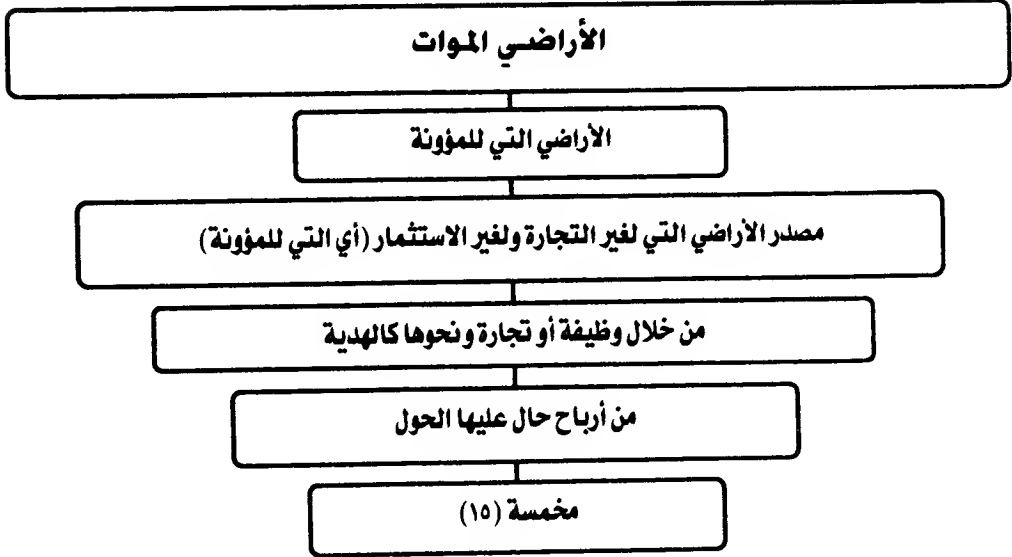 الأراضي الموات
الأراضي التي للمؤونة
مصدر الأراضي التي لغير التجارة ولغير الاستثمار (أي التي للمؤونة)
من خلال وظيفة أو تجارة ونحوها كالهدية
من أرباح حال عليها الحول
مخمسة (١٥)